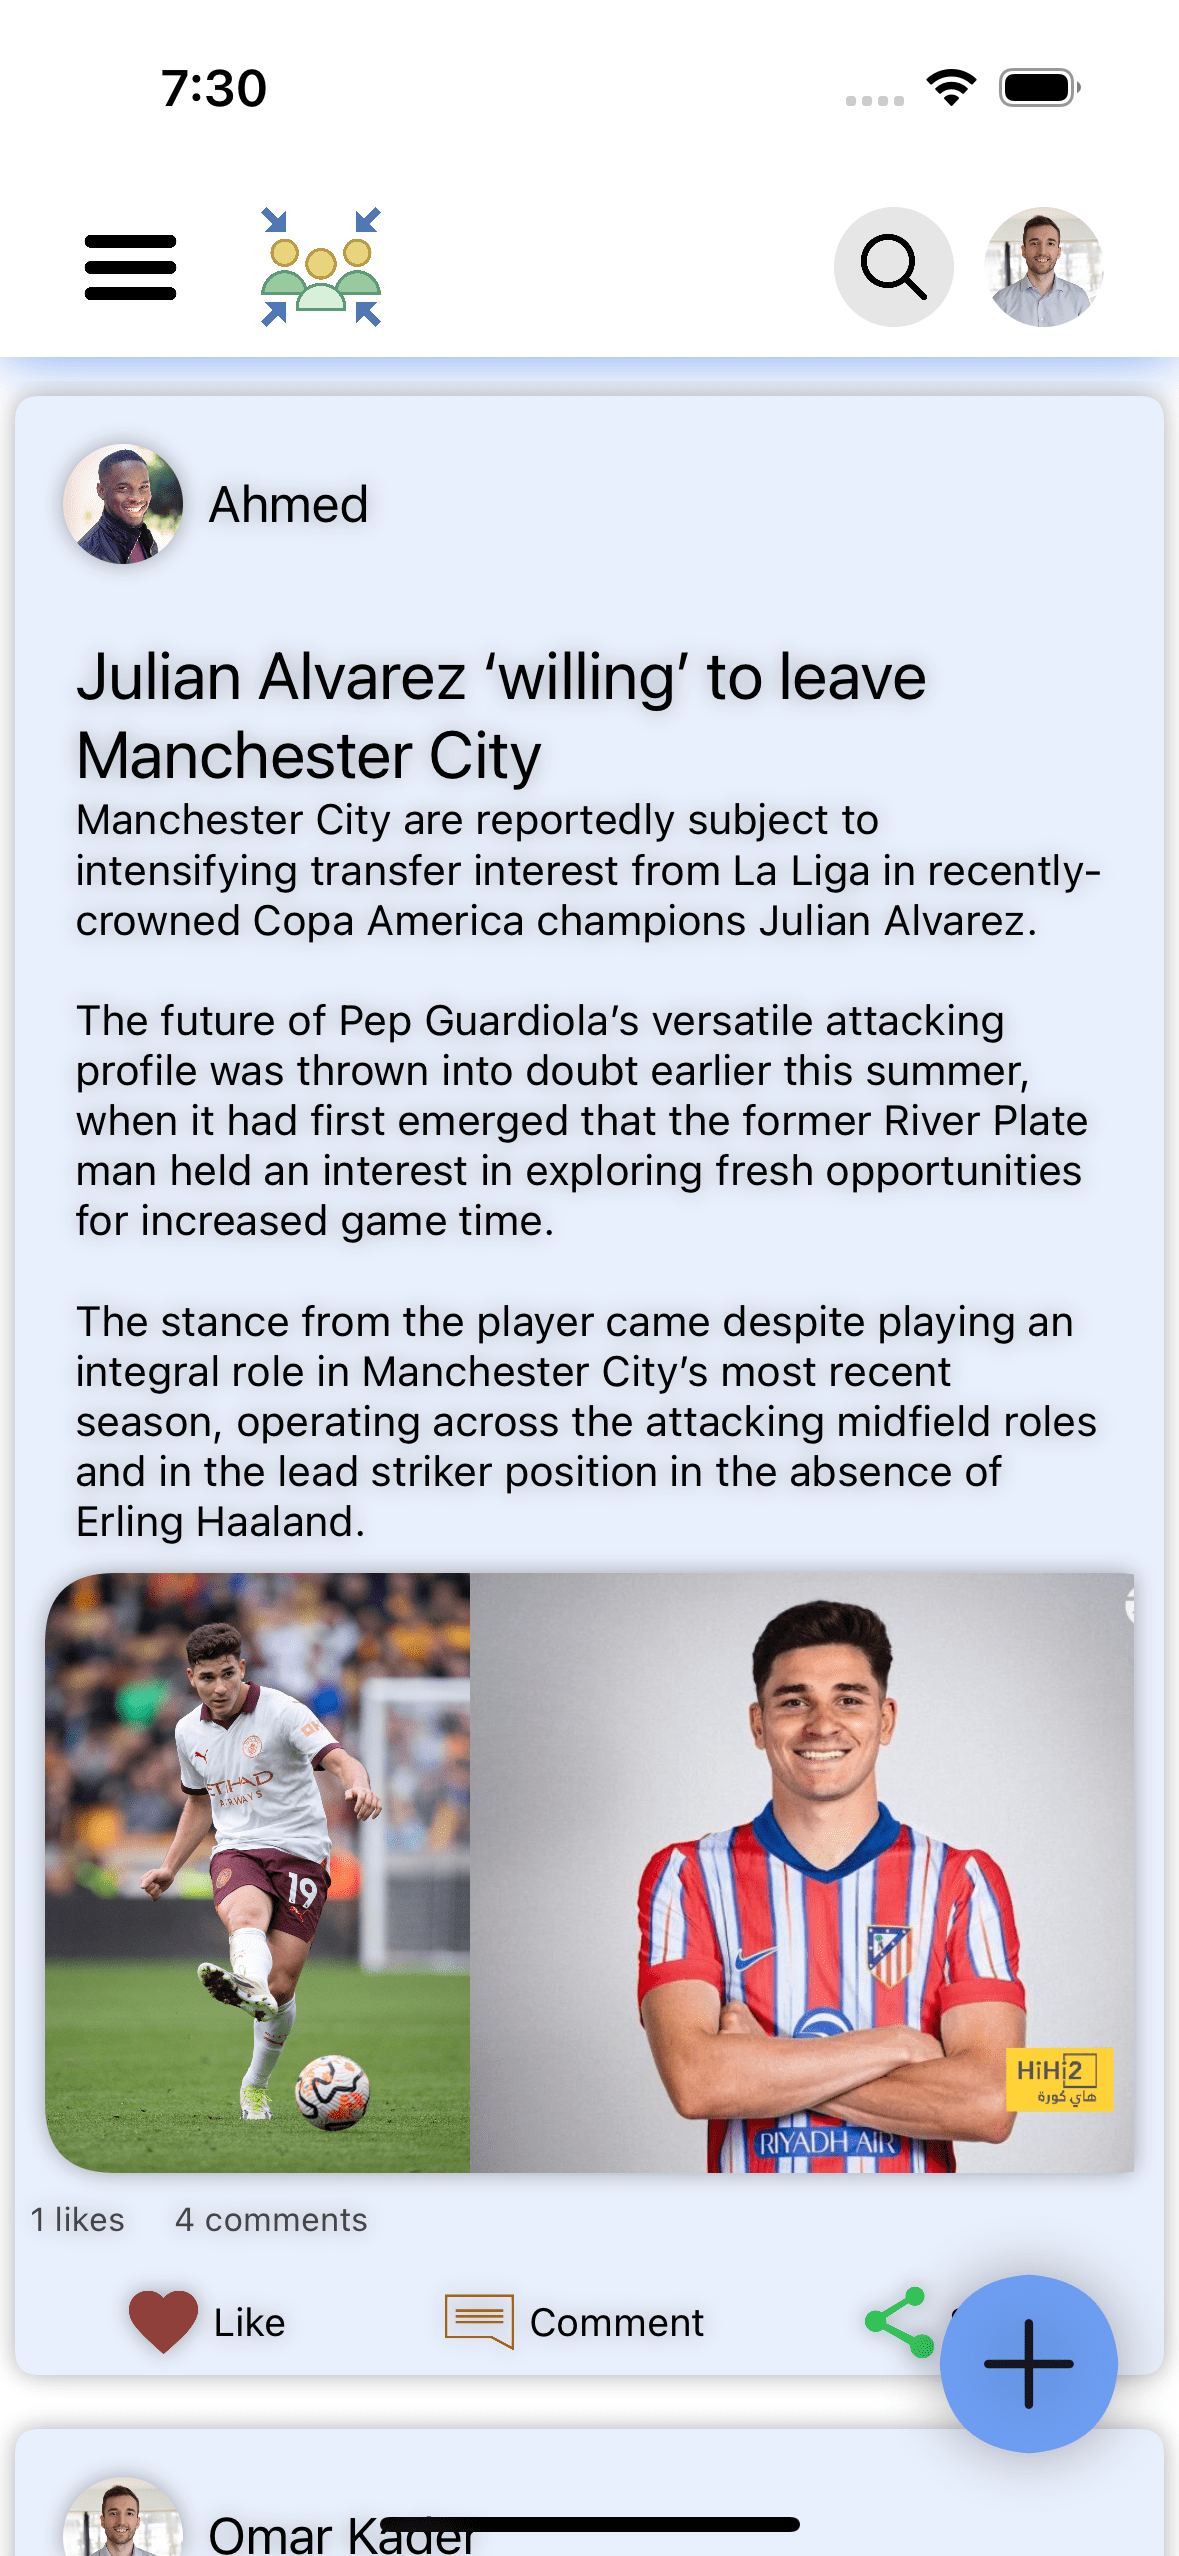 7:30
Ahmed
Julian Alvarez ‘willing’ to leave
Manchester City
Manchester City are reportedly subject to
intensifying transfer interest from La Liga in recently-
crowned Copa America champions Julian Alvarez.
The future of Pep Guardiola’s versatile attacking
profile was thrown into doubt earlier this summer,
when it had first emerged that the former River Plate
man held an interest in exploring fresh opportunities
for increased game time.
The stance from the player came despite playing an
integral role in Manchester City’s most recent
season, operating across the attacking midfield roles
and in the lead striker position in the absence of
Erling Haaland.
ETIHAD
AIRWAYS
19
HiHi2
هاي كورة
RIYADH AIR
1 likes 4 comments
Like Comment
Omar Kader